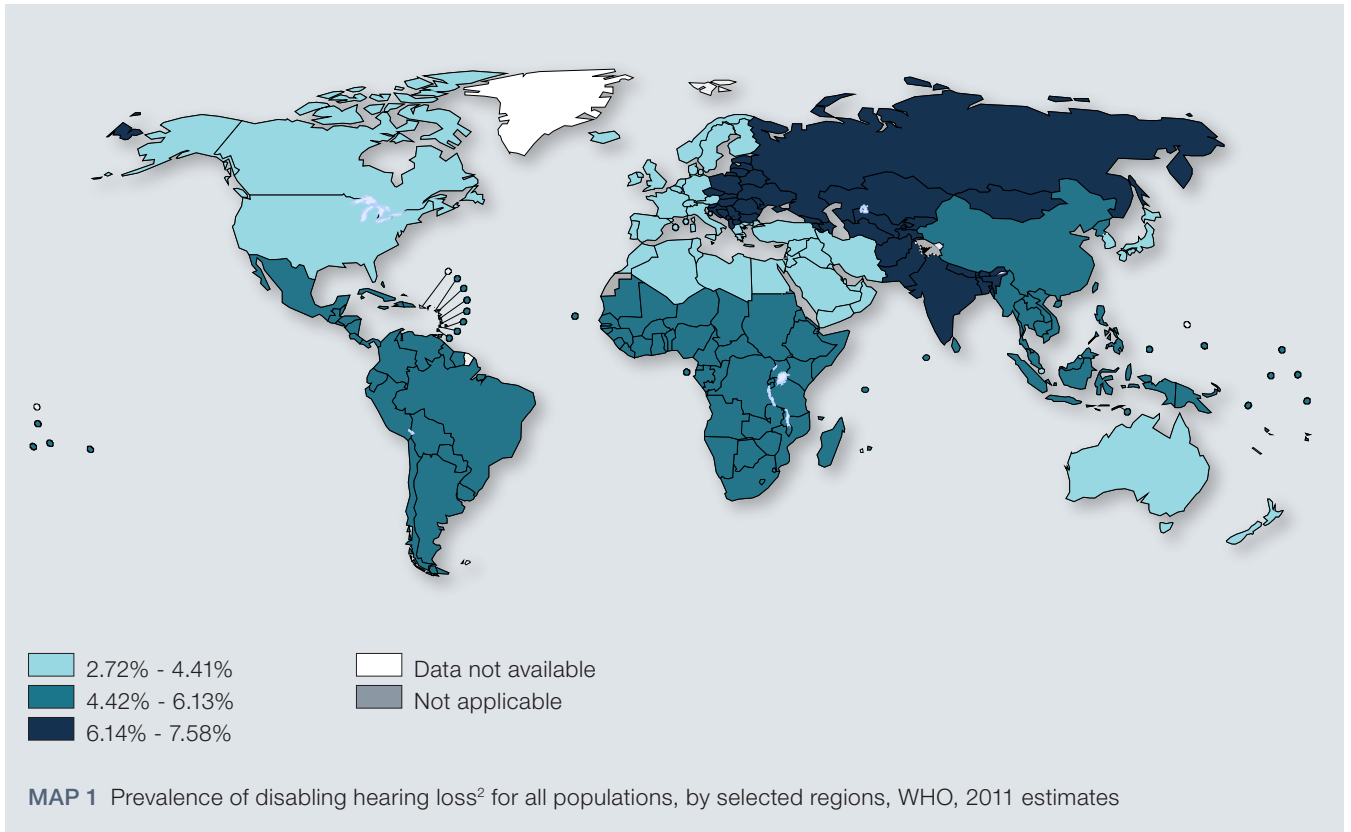 2.72% - 4.41%
4.42% - 6.13%
6.14% - 7.58%
Data not available
Not applicable
MAP 1 Prevalence of disabling hearing loss² for all populations, by selected regions, WHO, 2011 estimates